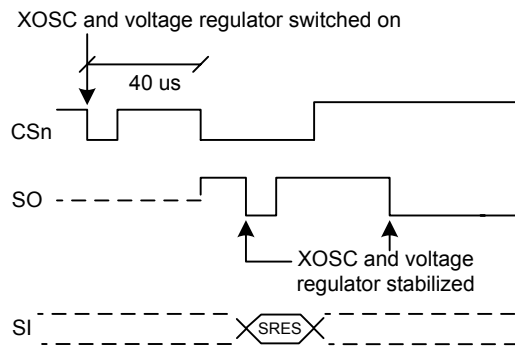 XOSC and voltage regulator switched on
40 us
CSn
SO
XOSC and voltage
regulator stabilized
SI
SRES